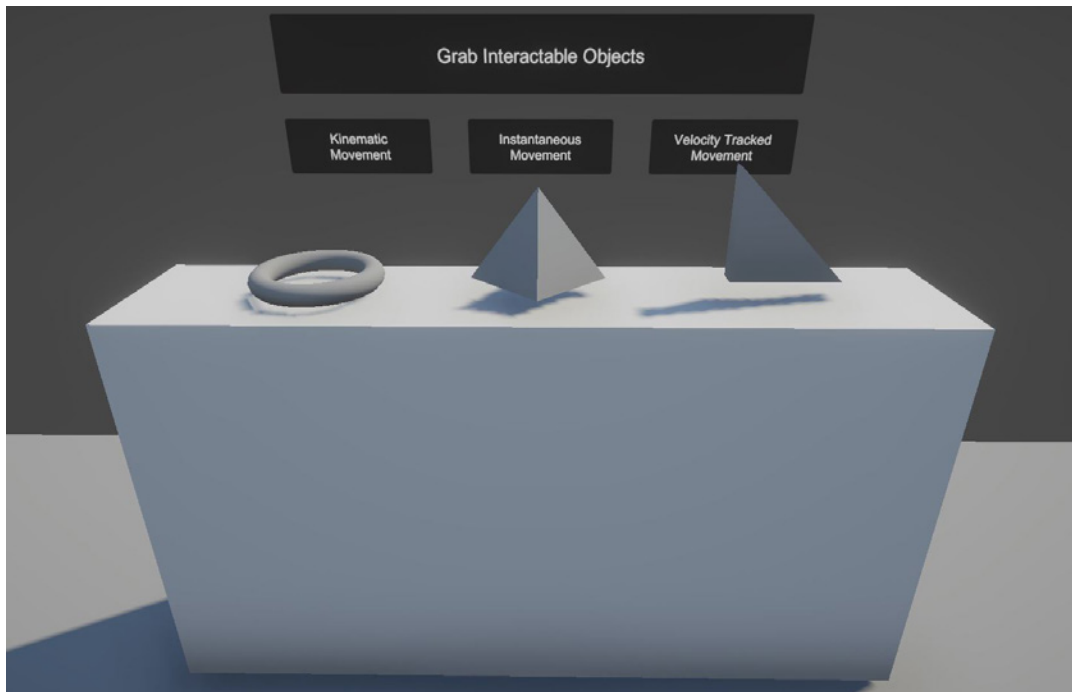 Grab Interactable Objects
Kinematic
Movement
Instantaneous
Movement
Velocity Tracked
Movement